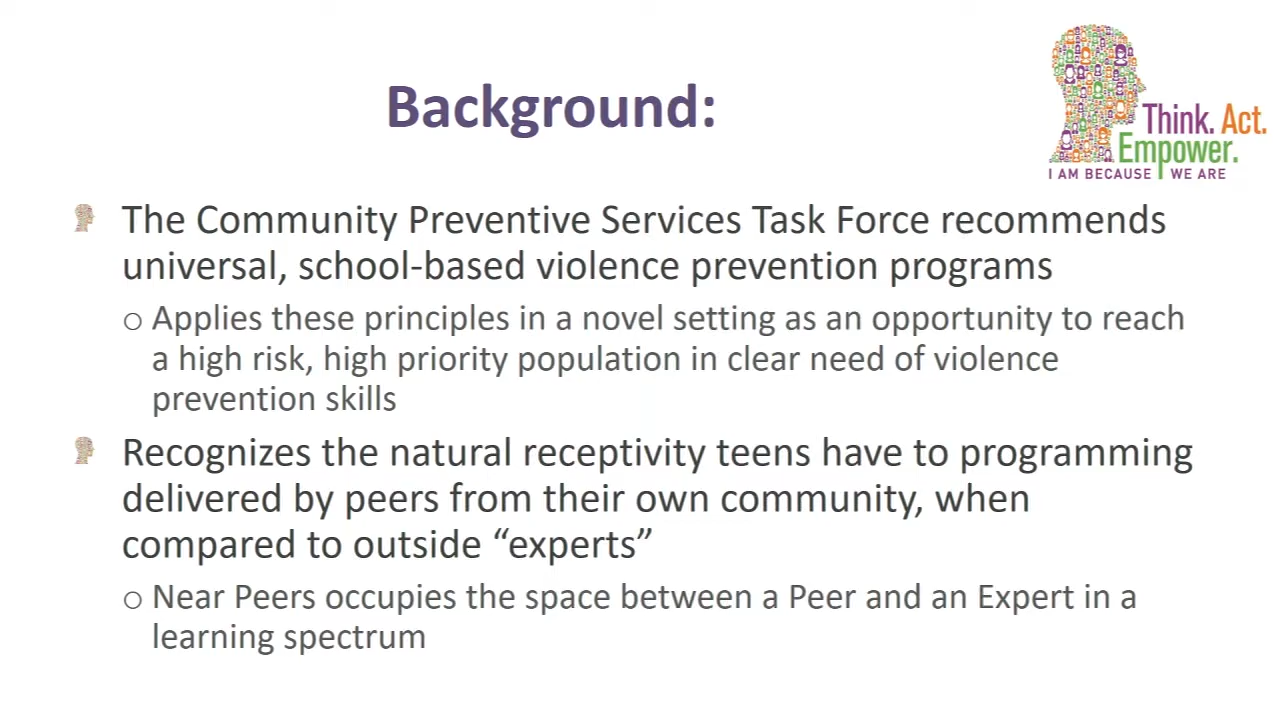 Background:
Think. Act.
Empower.
I AM BECAUSE WE ARE
The Community Preventive Services Task Force recommends
universal, school-based violence prevention programs
Applies these principles in a novel setting as an opportunity to reach
a high risk, high priority population in clear need of violence
prevention skills
Recognizes the natural receptivity teens have to programming
delivered by peers from their own community, when
compared to outside “experts”
Near Peers occupies the space between a Peer and an Expert in a
learning spectrum